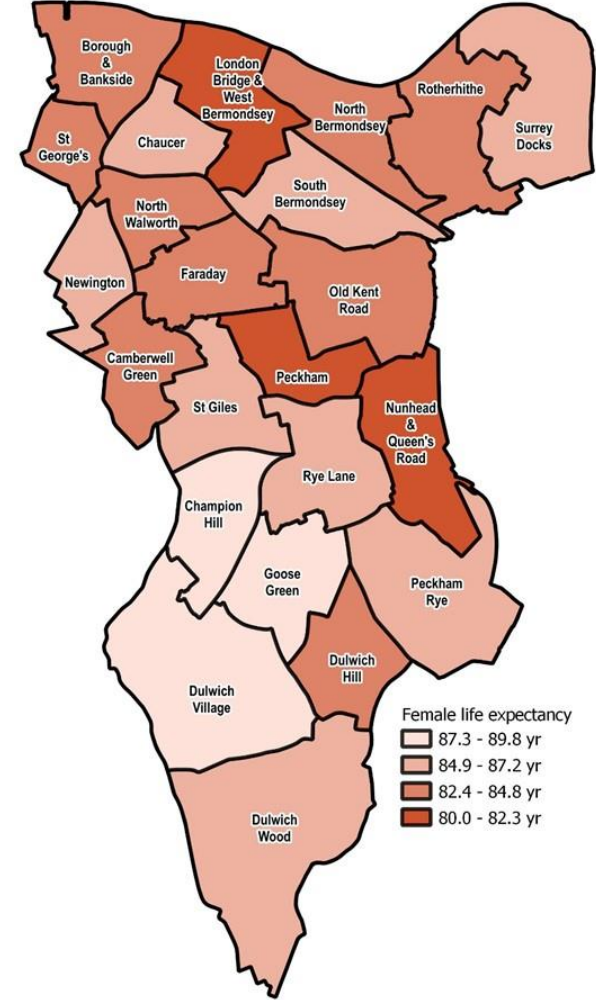 Borough
&
Bankside
London
Bridge &
West
Bermondsey
North
Bermondsey
Rotherhithe
Surrey
Docks
St
George's
Chaucer
South
Bermondsey
North
Walworth
Newington
Faraday
Old Kent
Road
Camberwell
Green
Peckham
St Giles
Nunhead
&
Queen's
Road
Rye Lane
Champion
Hill
Goose
Green
Peckham
Rye
Dulwich
Hill
Dulwich
Village
Dulwich
Wood
Female life expectancy
87.3 - 89.8 yr
84.9 - 87.2 yr
82.4 - 84.8 yr
80.0 - 82.3 yr